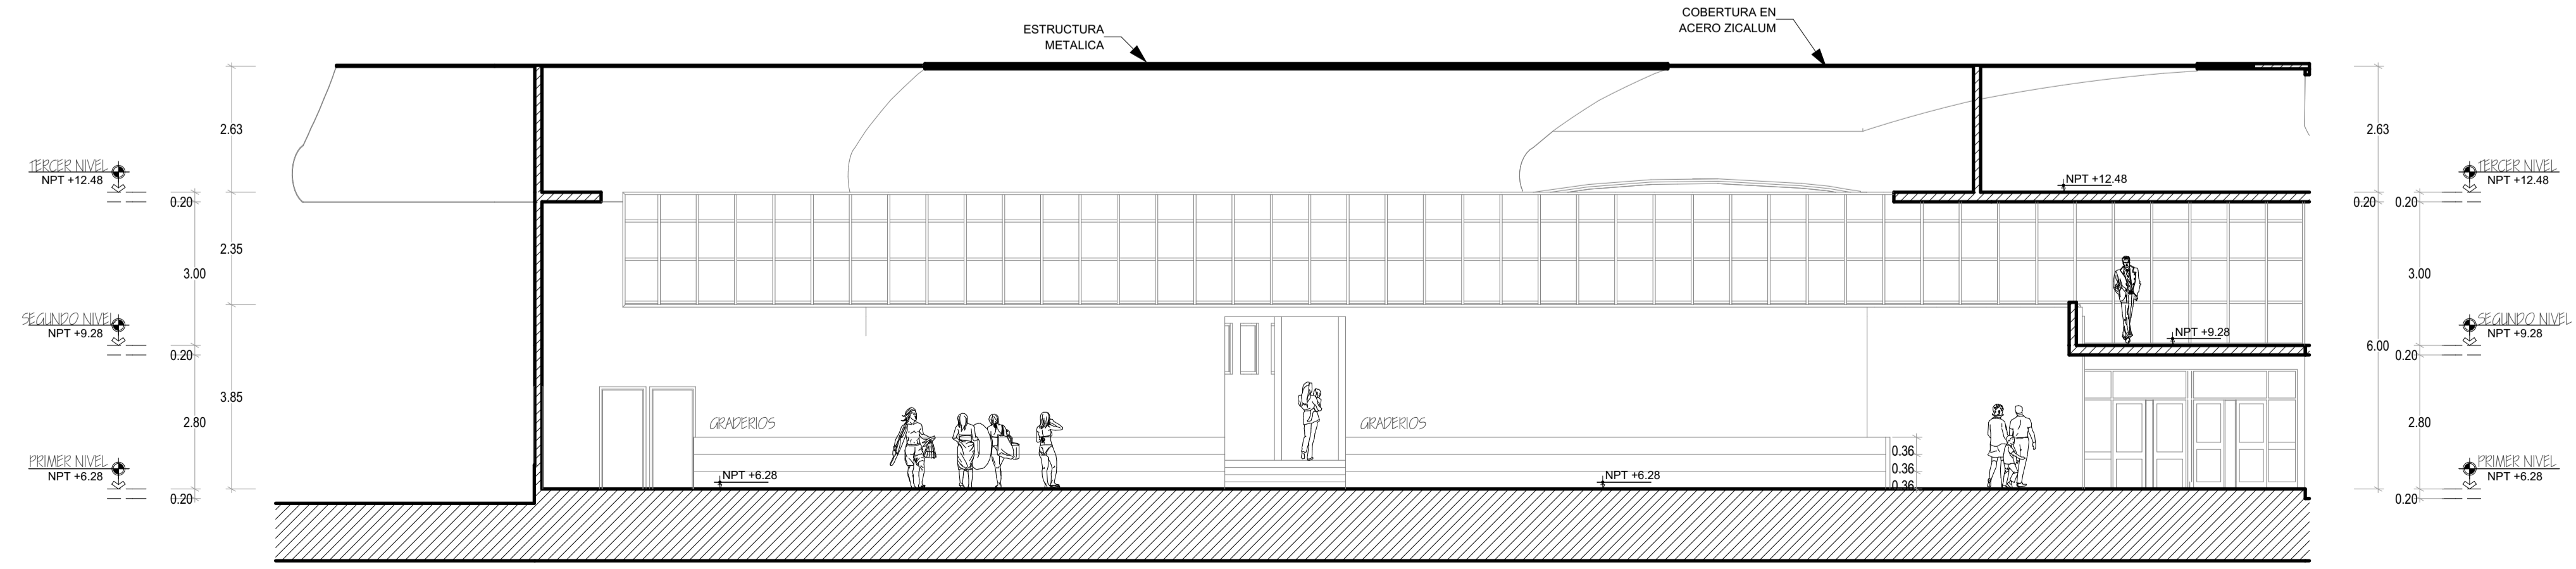 COBERTURA EN
ACERO ZICALUM
ESTRUCTURA
METALICA
2.63
2.63
TERCER NIVEL
NPT +12.48
NPT +12.48
TERCER NIVEL
NPT +12.48
0.20
0.20
0.20
2.35
3.00
3.00
SEGUNDO NIVEL
NPT +9.28
NPT +9.28
SEGUNDO NIVEL
NPT +9.28
0.20
6.00
0.20
3.85
2.80
2.80
GRADERIOS
GRADERIOS
0.36
0.36
0.36
PRIMER NIVEL
NPT +6.28
NPT +6.28
NPT +6.28
PRIMER NIVEL
NPT +6.28
0.20
0.20